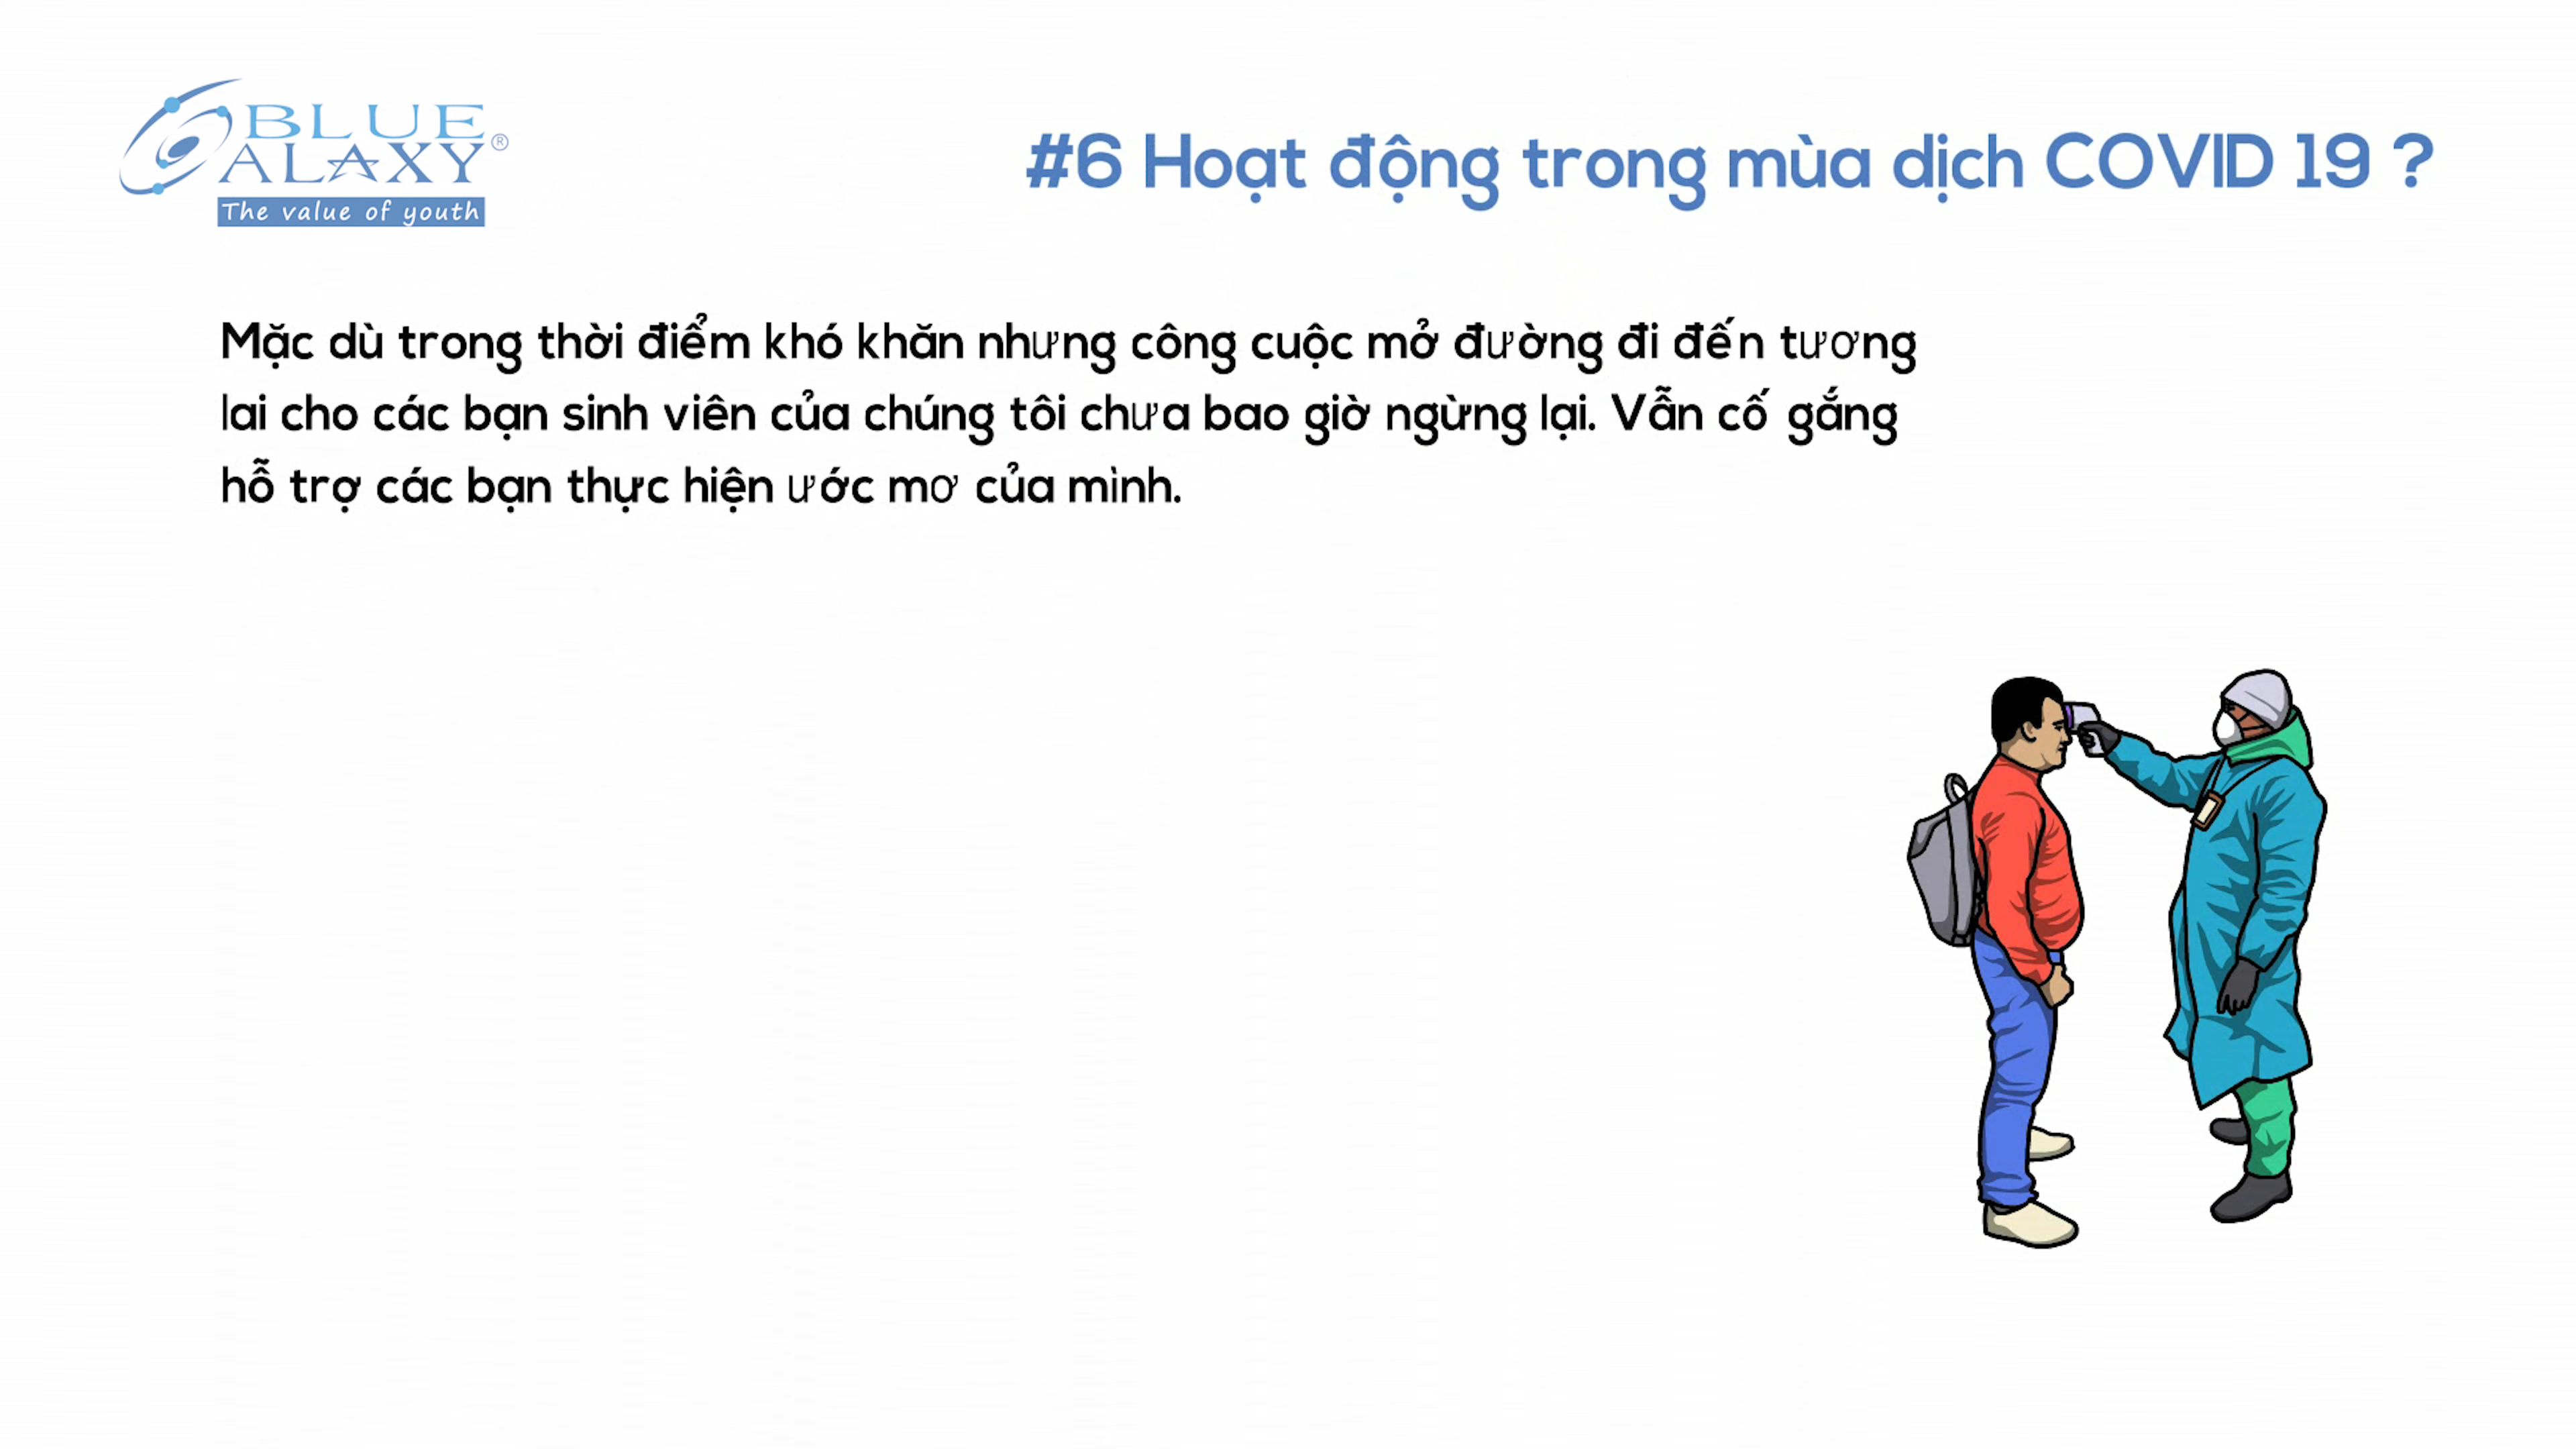 BLUE
GALAXY®
The value of youth
#6 Hoạt động trong mùa dịch COVID 19 ?
Mặc dù trong thời điểm khó khăn nhưng công cuộc mở đường đi đến tương
lai cho các bạn sinh viên của chúng tôi chưa bao giờ ngừng lại. Vẫn cố gắng
hỗ trợ các bạn thực hiện ước mơ của mình.